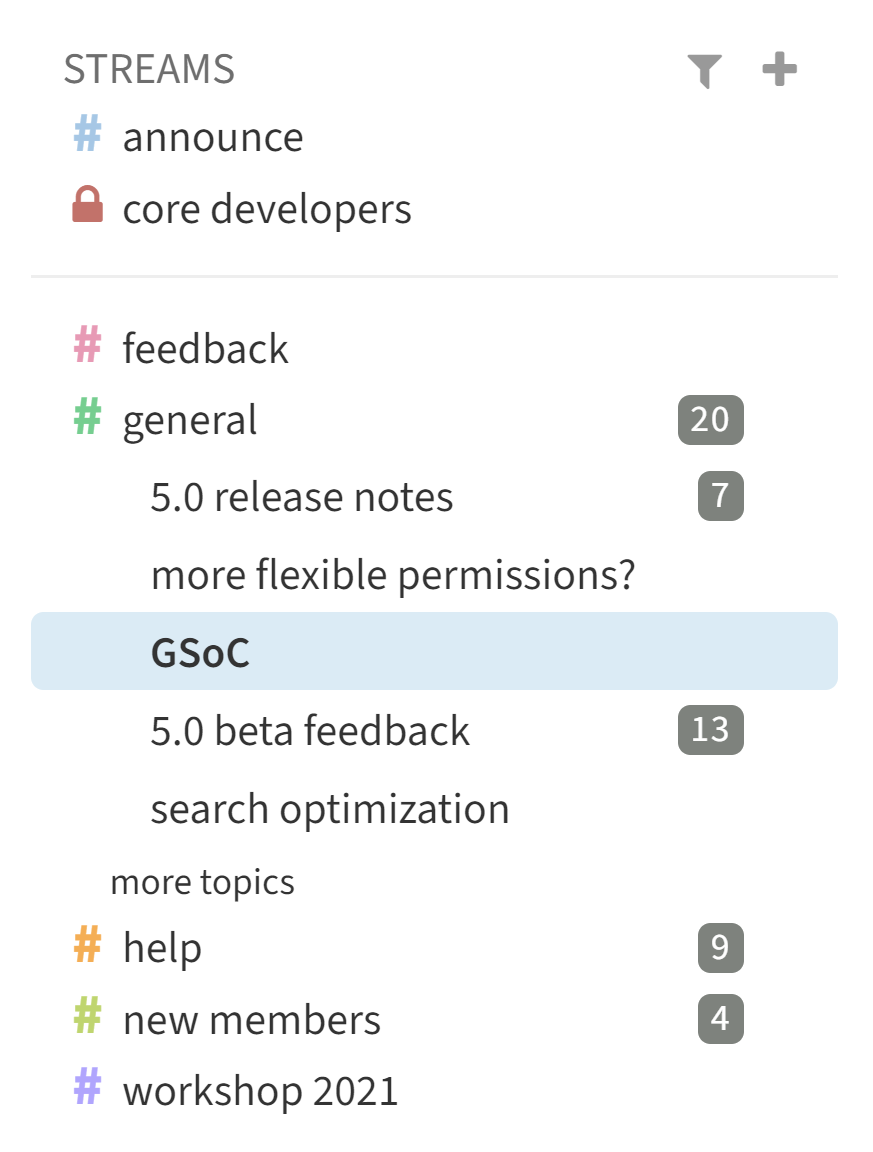 STREAMS
# announce
core developers
# feedback
# general 20
5.0 release notes 7
more flexible permissions?
GSoC
5.0 beta feedback 13
search optimization
more topics
# help 9
# new members 4
# workshop 2021